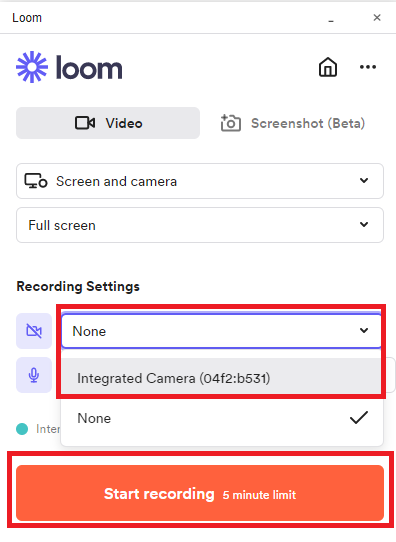 Loom
loom
Video
Screenshot (Beta)
Screen and camera
Full screen
Recording Settings
None
Integrated Camera (04f2:b531)
None
Start recording 5 minute limit